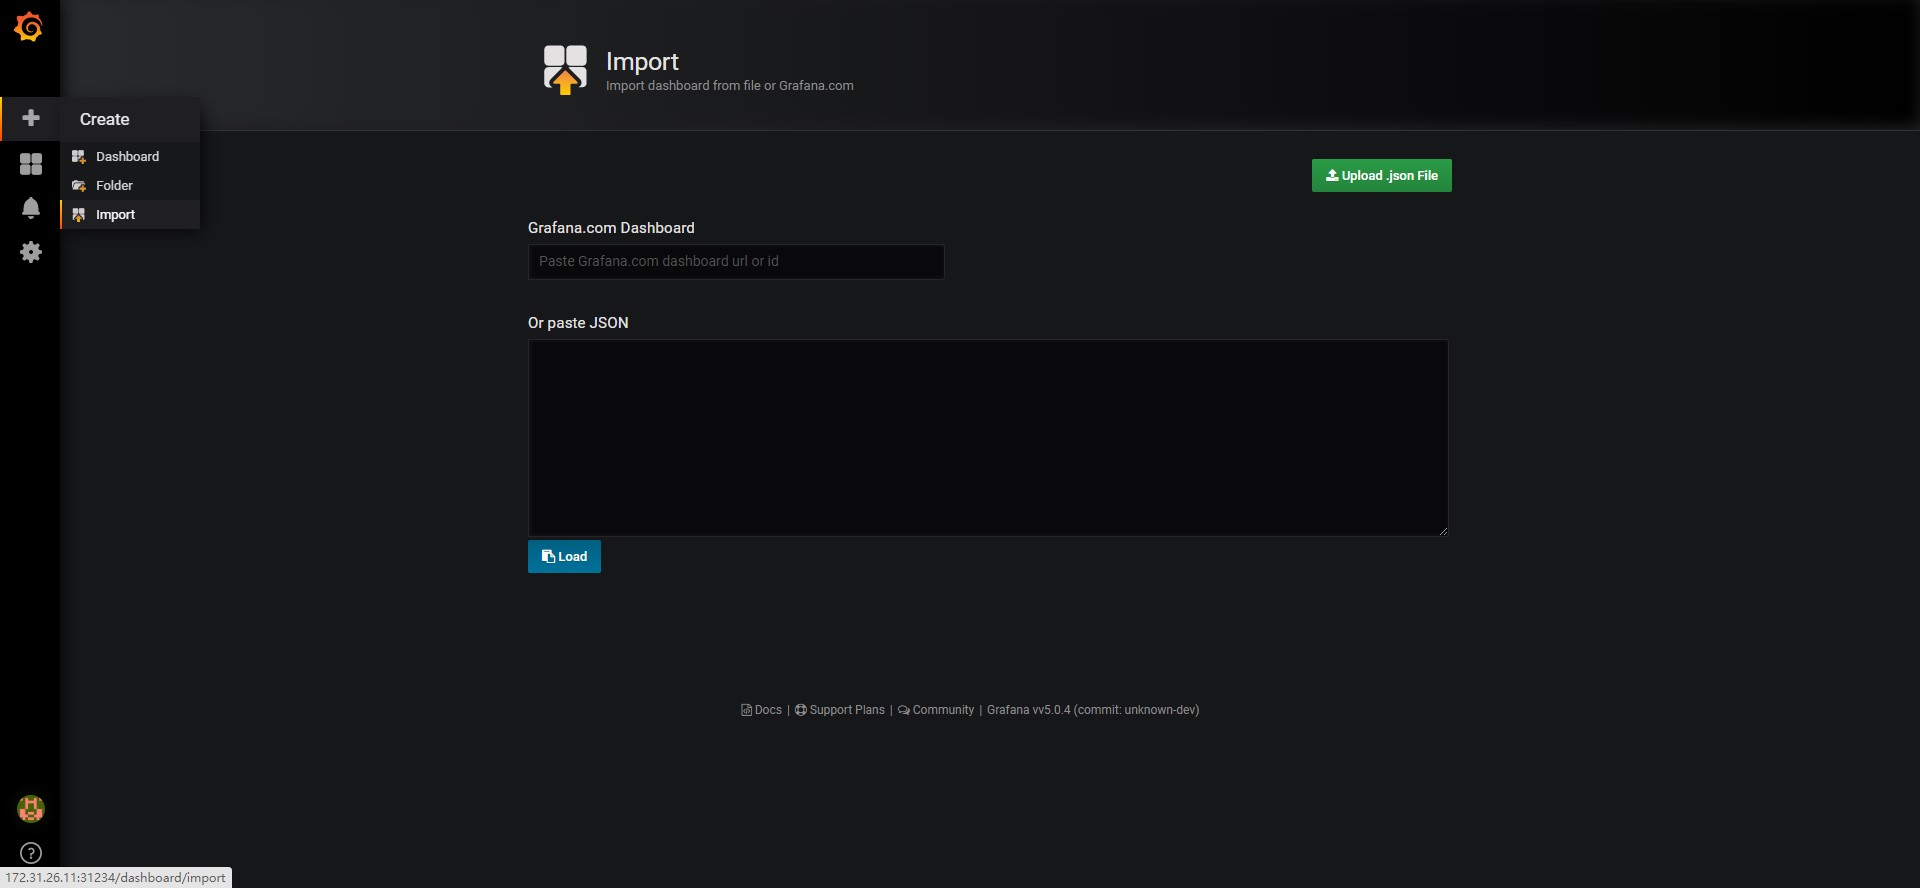 Import
Import dashboard from file or Grafana.com
Create
Dashboard
Folder
Import
Upload .json File
Grafana.com Dashboard
Paste Grafana.com dashboard url or id
Or paste JSON
Load
Docs | Support Plans | Community | Grafana vv5.0.4 (commit: unknown-dev)
?
172.31.26.11:31234/dashboard/import